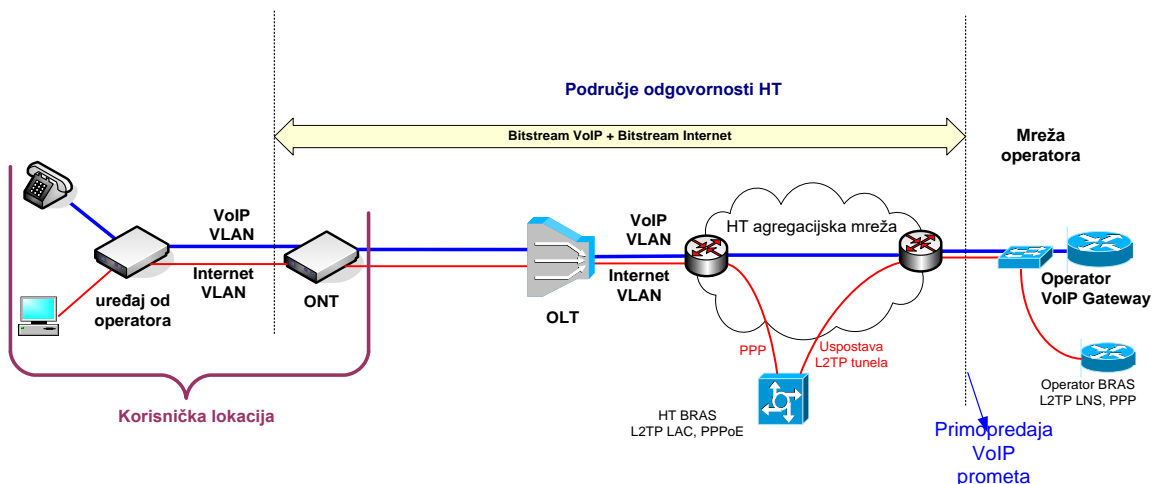 Područje odgovornosti HT
Bitstream VoIP + Bitstream Internet
Mreža
operatora
VoIP
VLAN
Internet
VLAN
uređaj od
operatora
ONT
Korisnička lokacija
OLT
VoIP
VLAN
Internet
VLAN
HT agregacijska mreža
PPP
Uspostava
L2TP tunela
HT BRAS
L2TP LAC, PPPoE
Operator
VoIP Gateway
Operator BRAS
L2TP LNS, PPP
Primopredaja
VoIP
prometa